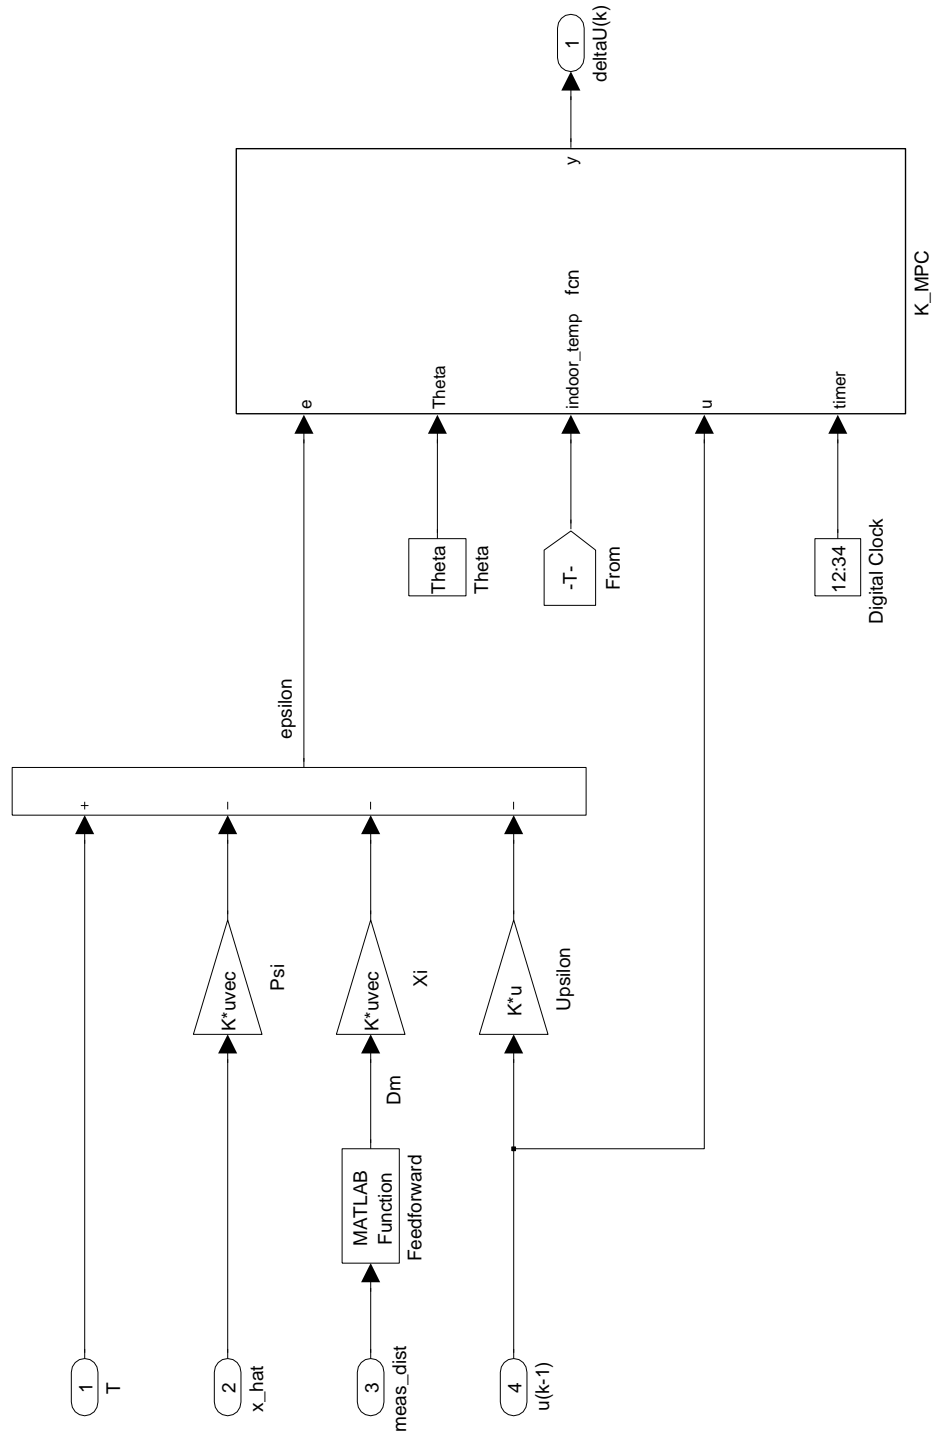 1
T
2
x_hat
3
meas_dist
4
u(k-1)
MATLAB
Function
Feedforward
Dm
K*uvec
Psi
K*uvec
Xi
K*u
Upsilon
+
−
−
−
epsilon
Theta
Theta
-T-
From
12:34
Digital Clock
e
Theta
indoor_temp fcn
u
timer
y
K_MPC
1
deltaU(k)